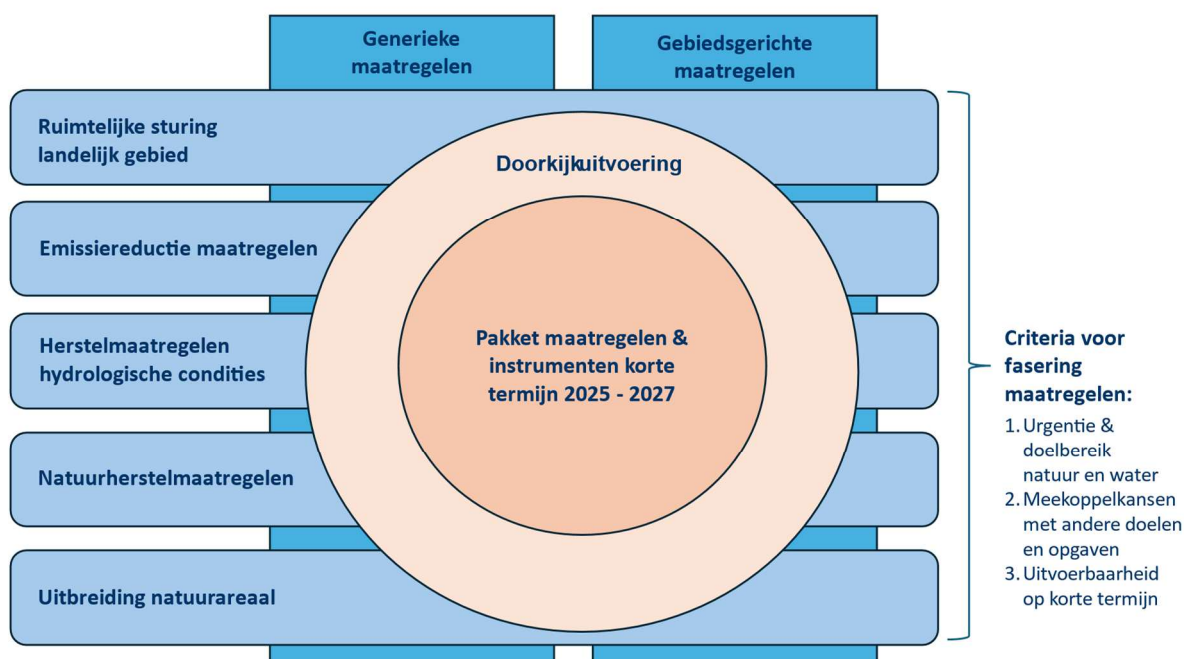 Generieke
maatregelen
Gebiedsgerichte
maatregelen
Ruimtelijke sturing
landelijk gebied
Doorkijkuitvoering
Emissiereductie maatregelen
Herstelmaatregelen
hydrologische condities
Pakket maatregelen &
instrumenten korte
termijn 2025 - 2027
Natuurherstelmaatregelen
Uitbreiding natuurareaal
Criteria voor
fasering
maatregelen:
1. Urgentie &
doelbereik
natuur en water
2. Meekoppelkansen
met andere doelen
en opgaven
3. Uitvoerbaarheid
op korte termijn